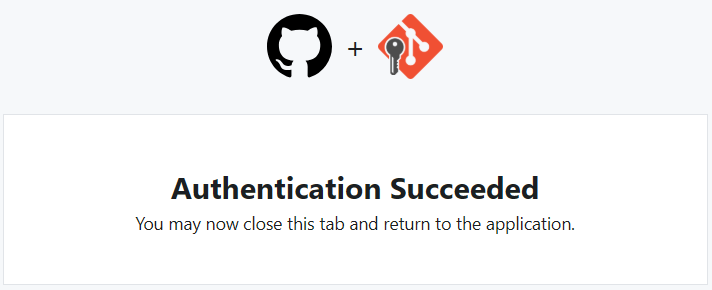 +
Authentication Succeeded
You may now close this tab and return to the application.